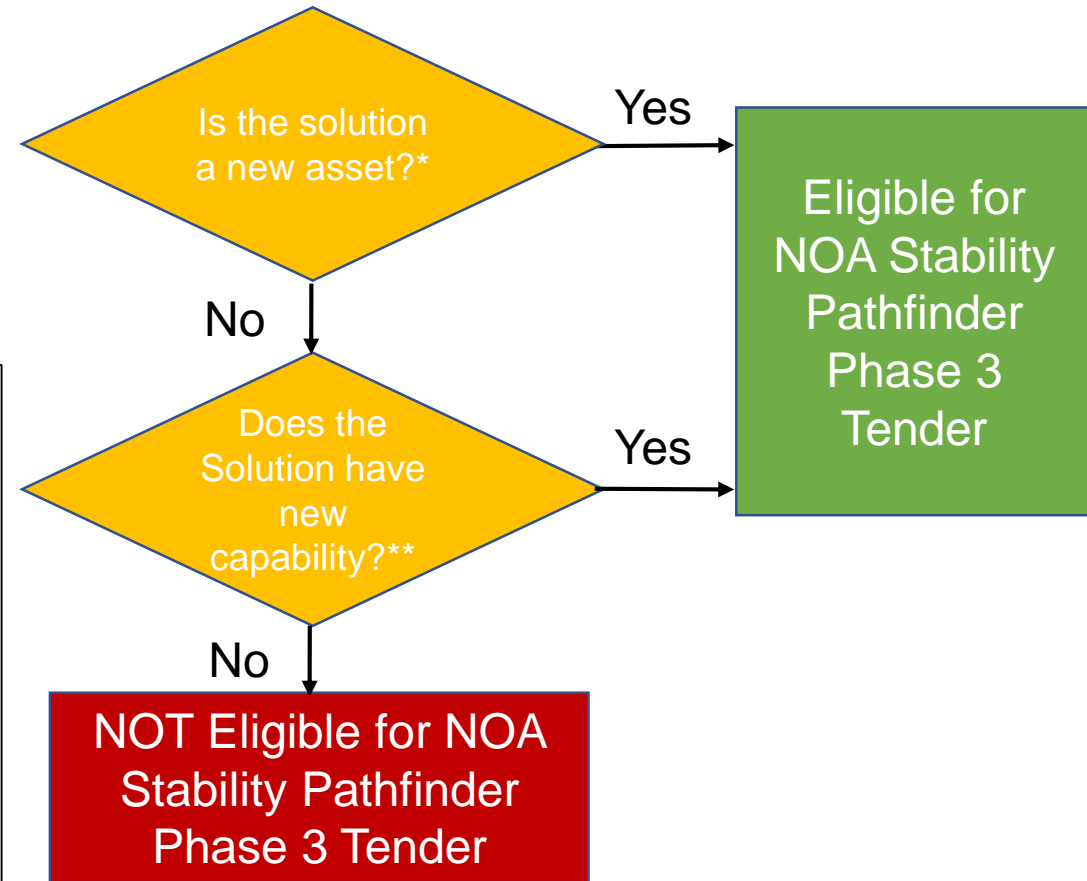 Is the solution
a new asset?*
Yes
Eligible for
NOA Stability
Pathfinder
Phase 3
Tender
No
Does the
Solution have
new
capability?**
Yes
No
NOT Eligible for NOA
Stability Pathfinder
Phase 3 Tender